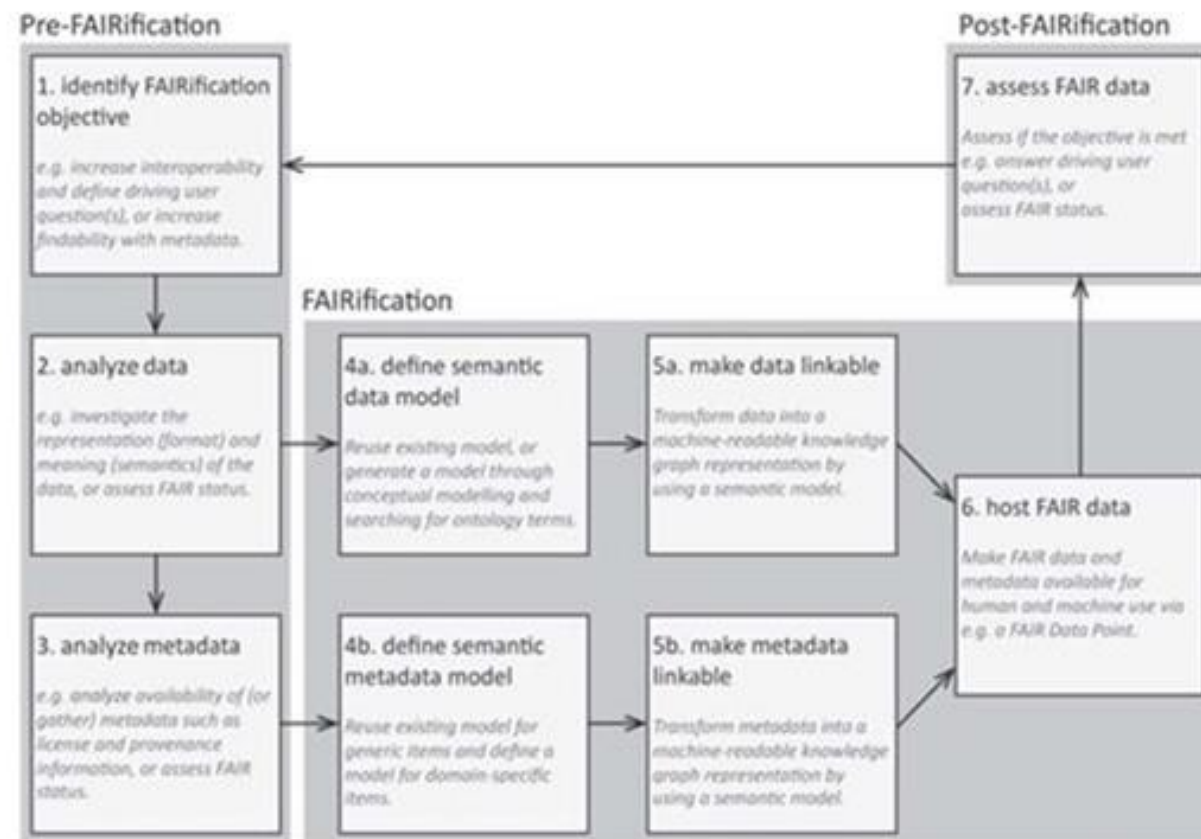 Pre-FAIRification
1. identify FAIRification
objective
e.g. increase interoperability
and define driving user
question(s), or increase
findability with metadata.
2. analyze data
e.g. investigate the
representation (format) and
meaning (semantics) of the
data, or assess FAIR status.
3. analyze metadata
e.g. analyze availability of (or
gather) metadata such as
license and provenance
information, or assess FAIR
status.
FAIRification
4a. define semantic
data model
Reuse existing model, or
generate a model through
conceptual modelling and
searching for ontology terms.
5a. make data linkable
Transform data into a
machine-readable knowledge
graph representation by
using a semantic model.
4b. define semantic
metadata model
Reuse existing model for
generic items and define a
model for domain-specific
items.
5b. make metadata
linkable
Transform metadata into a
machine-readable knowledge
graph representation by
using a semantic model.
6. host FAIR data
Make FAIR data and
metadata available for
human and machine use via
e.g. a FAIR Data Point.
Post-FAIRification
7. assess FAIR data
Assess if the objective is met
e.g. answer driving user
question(s), or
assess FAIR status.